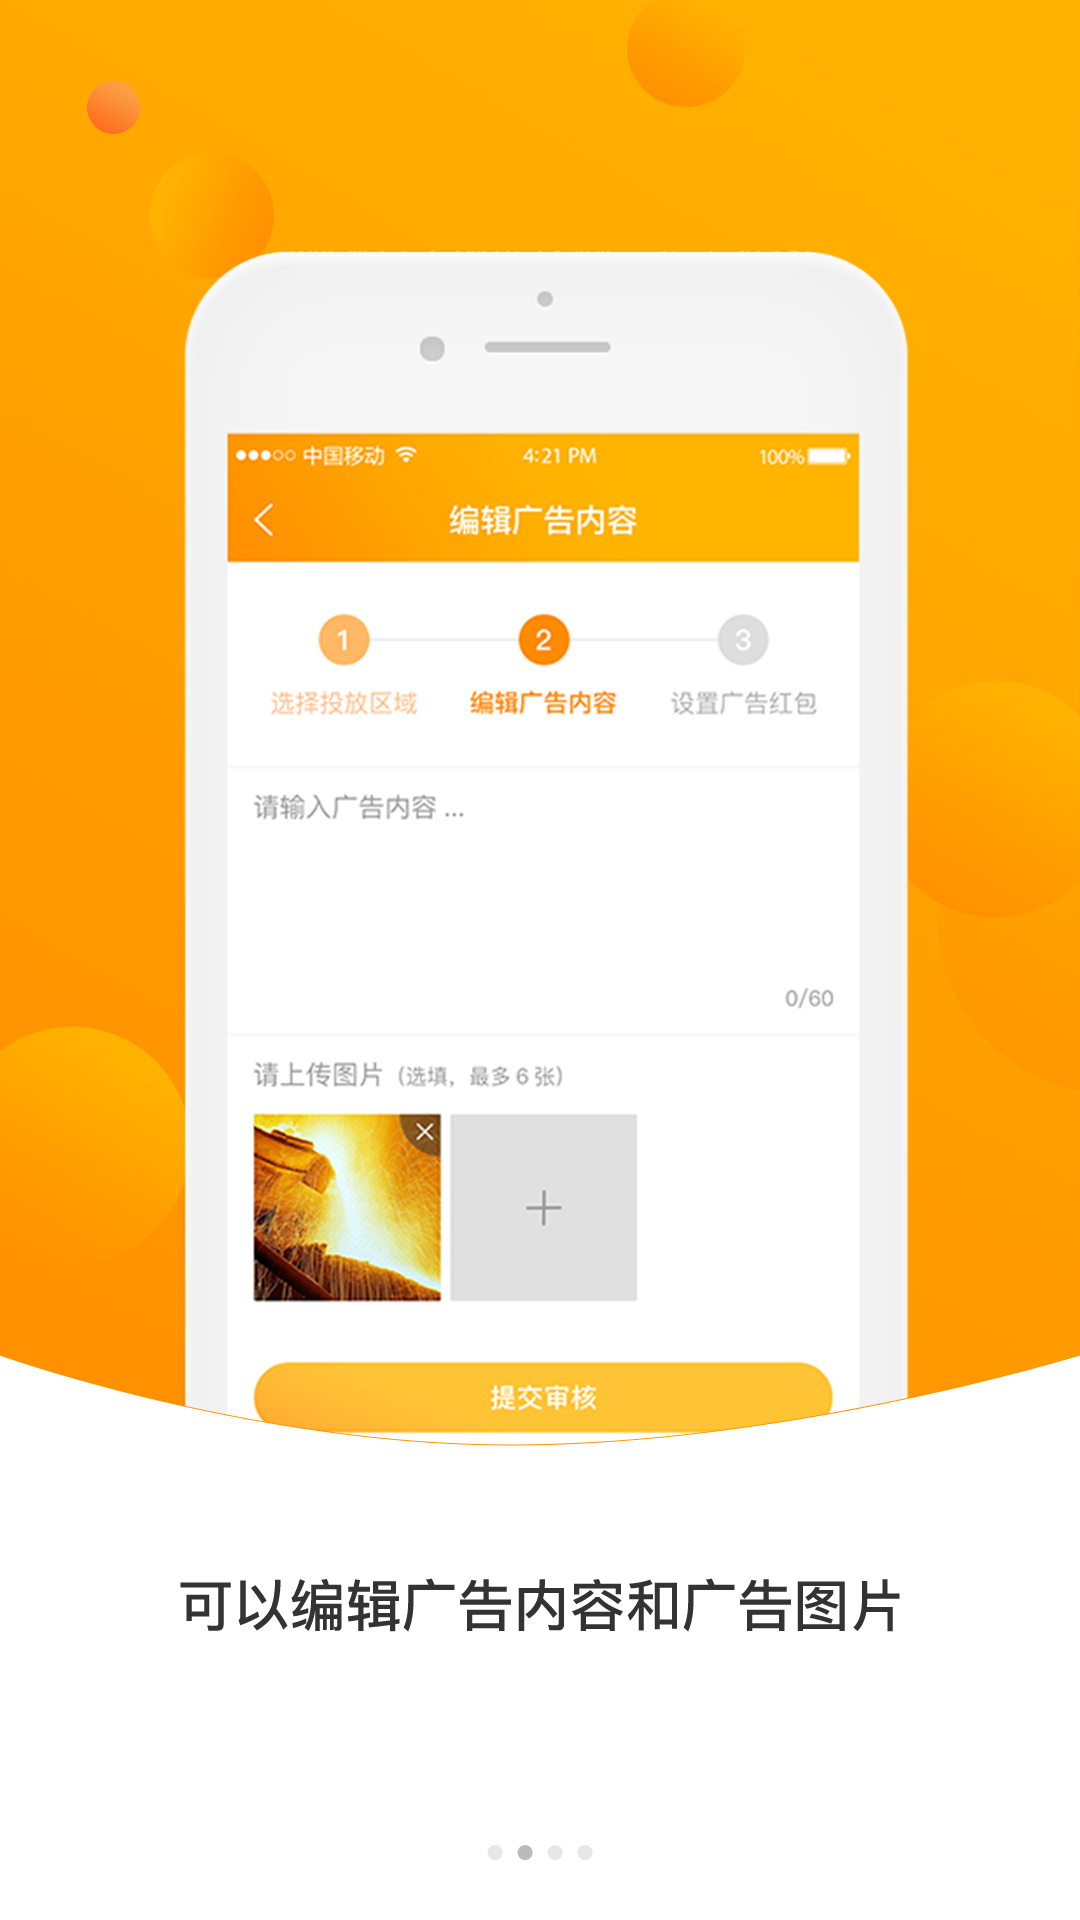 中国移动 4:21 PM 100%
编辑广告内容
1 2 3
选择投放区域 编辑广告内容 设置广告红包
请输入广告内容 ...
0/60
请上传图片（选填，最多 6 张）
提交审核
可以编辑广告内容和广告图片